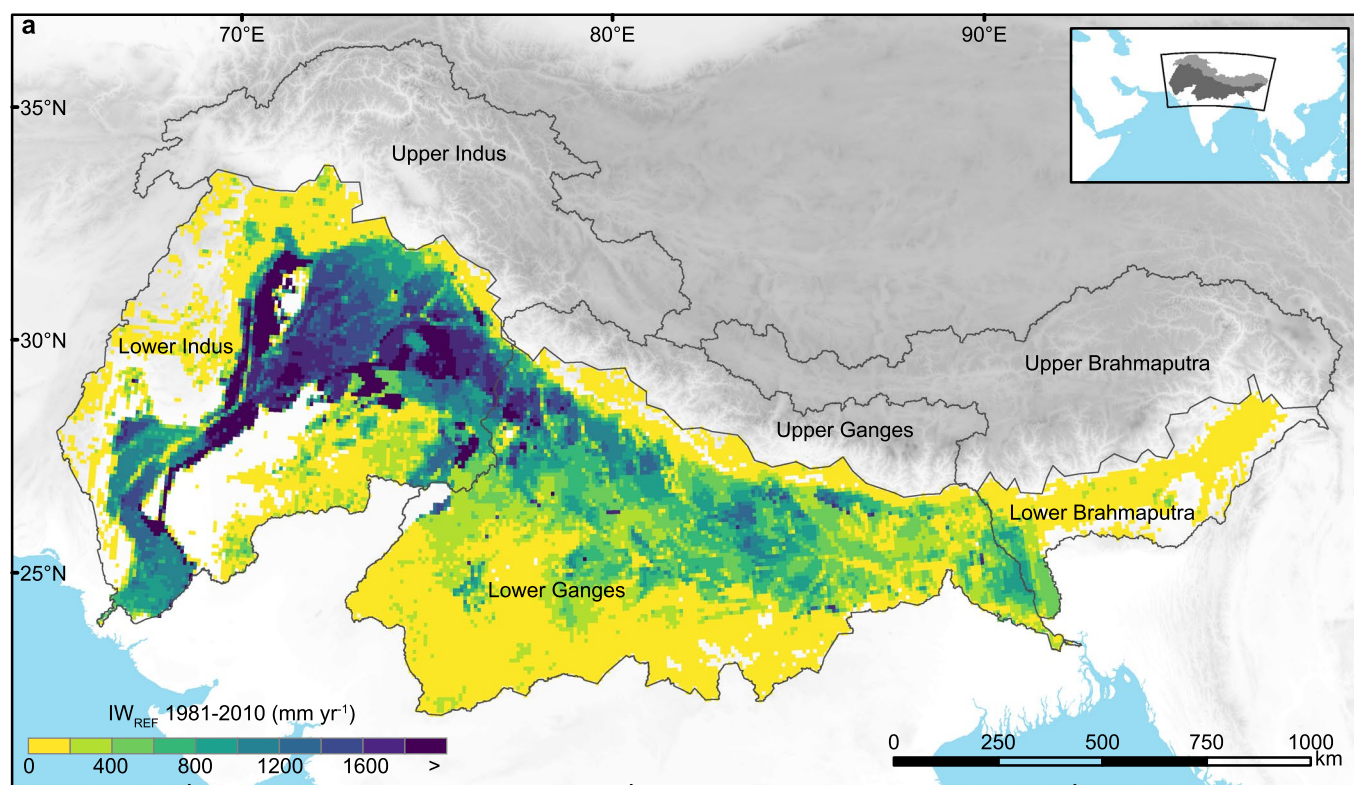 a
70°E 80°E 90°E
35°N
Upper Indus
30°N
Lower Indus
Upper Brahmaputra
Upper Ganges
Lower Brahmaputra
25°N
Lower Ganges
IW_REF 1981-2010 (mm yr⁻¹)
0 400 800 1200 1600 >
0 250 500 750 1000
km